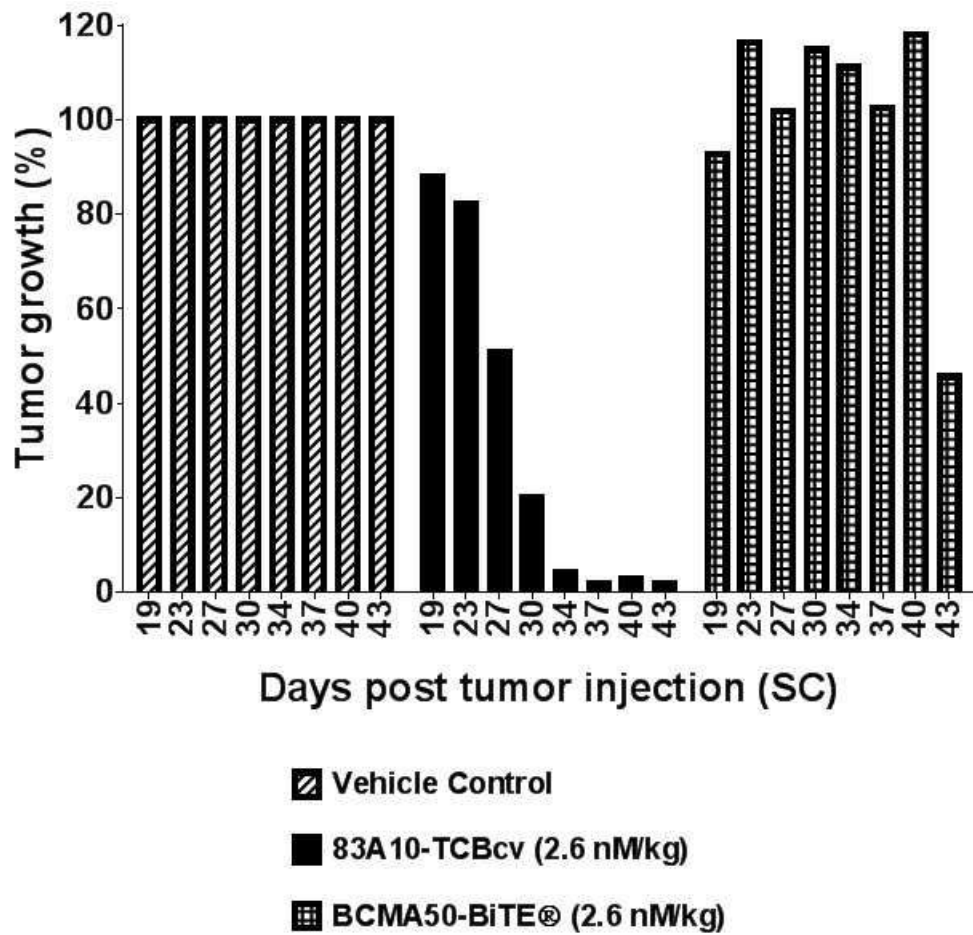 120
100
80
60
40
20
0
Tumor growth (%)
19 23 27 30 34 37 40 43 19 23 27 30 34 37 40 43 19 23 27 30 34 37 40 43
Days post tumor injection (SC)
Vehicle Control
83A10-TCBcv (2.6 nM/kg)
BCMA50-BiTE® (2.6 nM/kg)